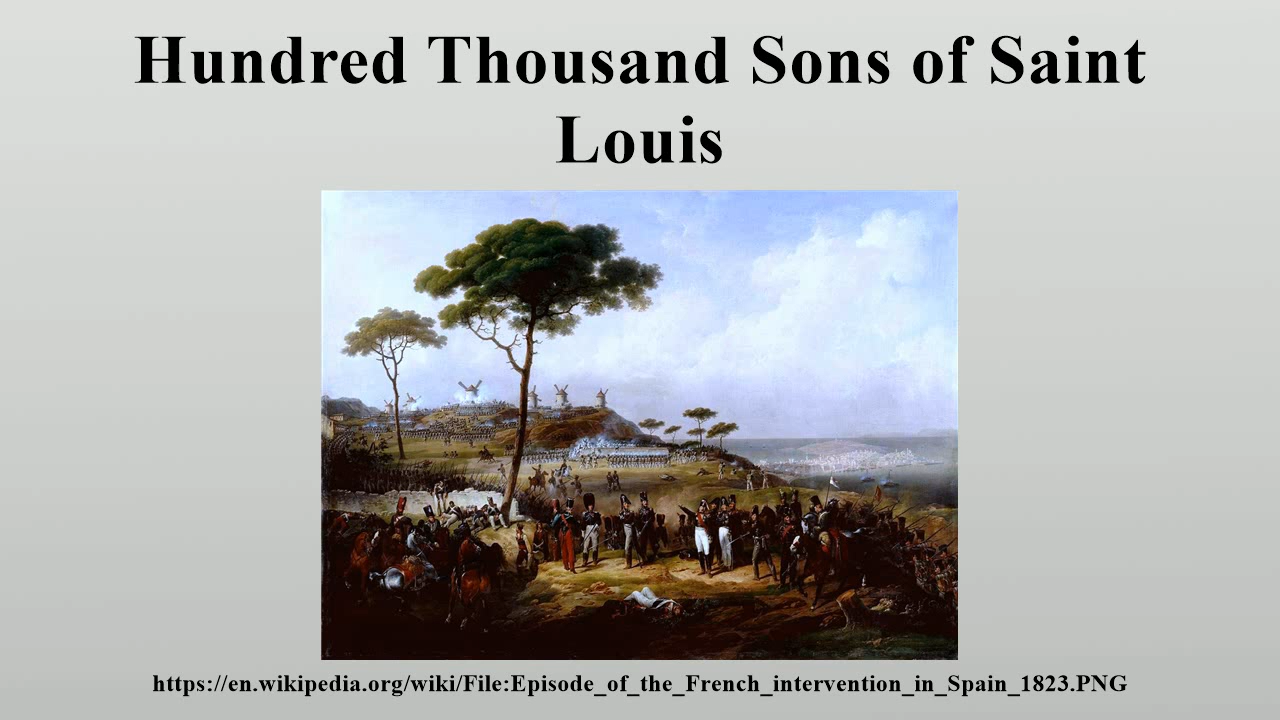 Hundred Thousand Sons of Saint
Louis
https://en.wikipedia.org/wiki/File:Episode_of_the_French_intervention_in_Spain_1823.PNG